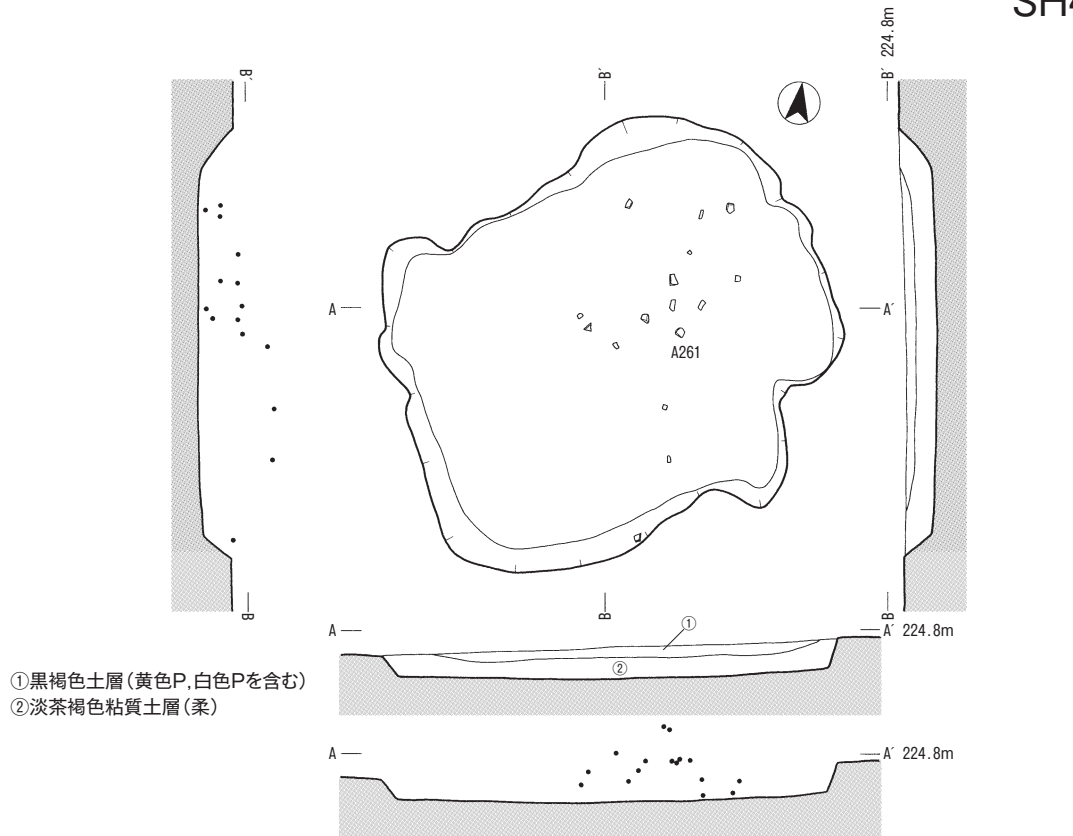 SH4
224.8m
B′
B′
B′
A
A′
A261
B
B
B
A
①
A′ 224.8m
②
①黒褐色土層(黄色P,白色Pを含む)
②淡茶褐色粘質土層(柔)
A
A′ 224.8m